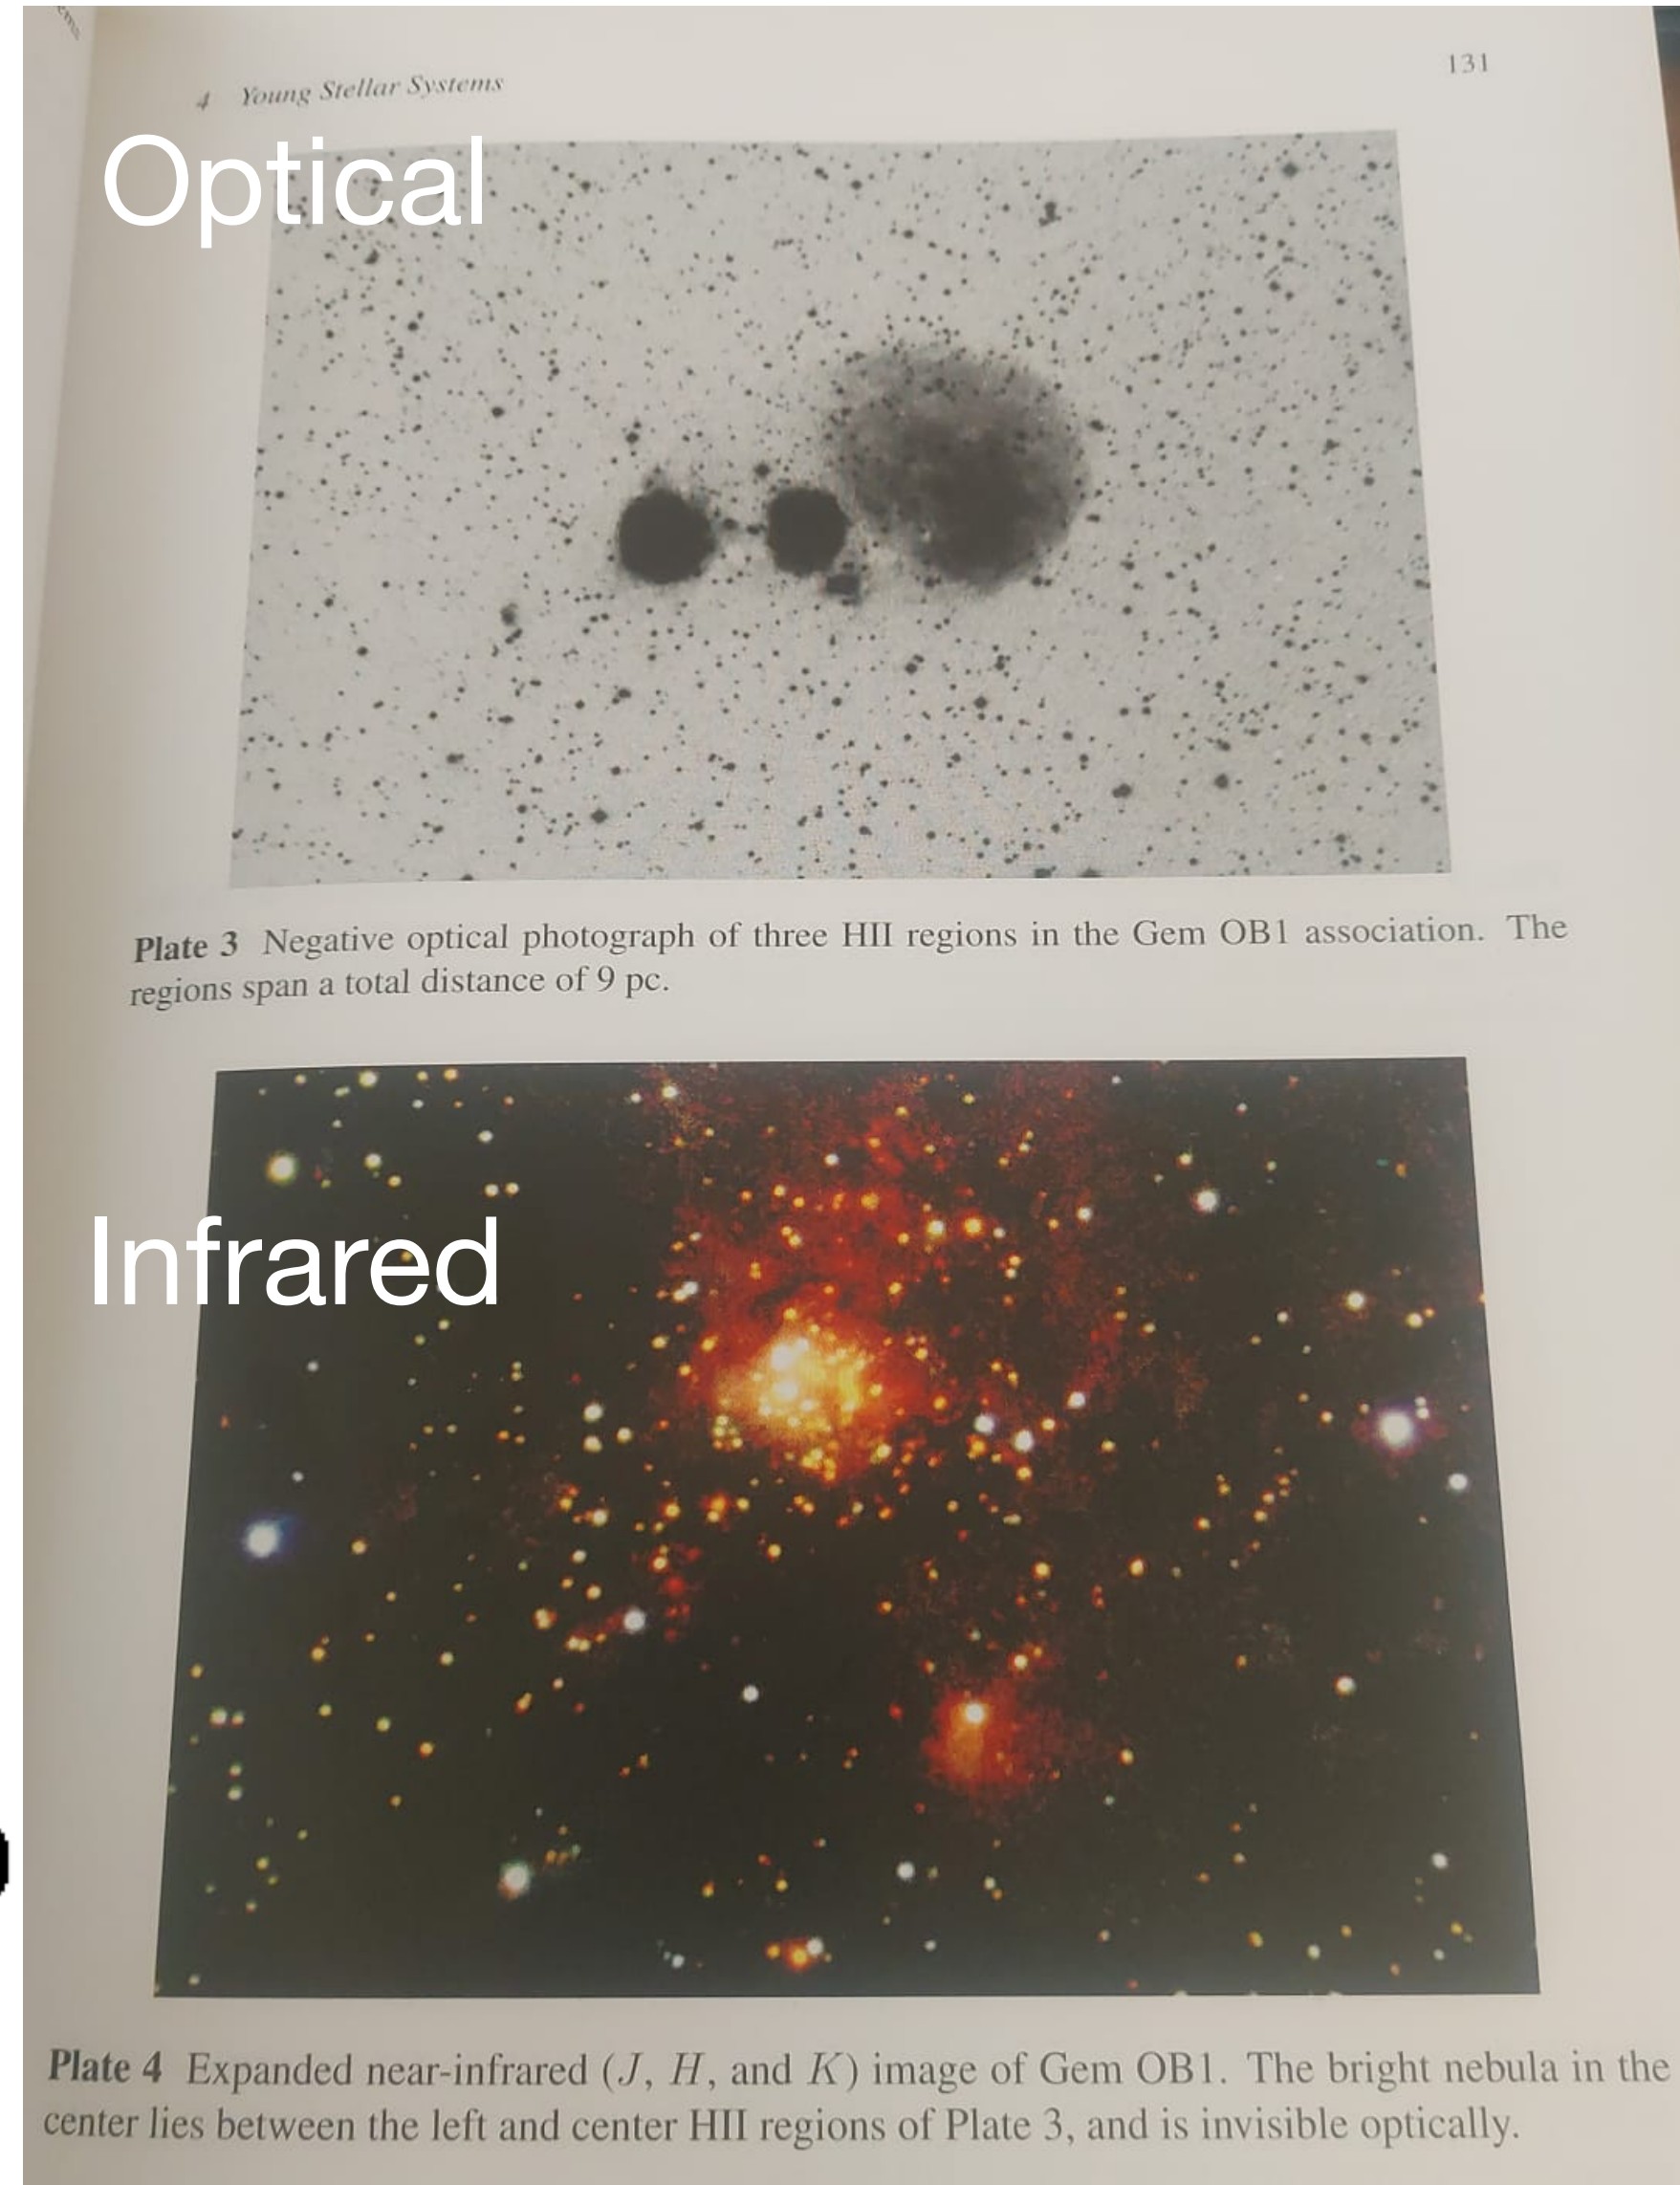 4 Young Stellar Systems
131
Optical
Plate 3 Negative optical photograph of three HII regions in the Gem OB1 association. The
regions span a total distance of 9 pc.
Infrared
Plate 4 Expanded near-infrared (J, H, and K) image of Gem OB1. The bright nebula in the
center lies between the left and center HII regions of Plate 3, and is invisible optically.